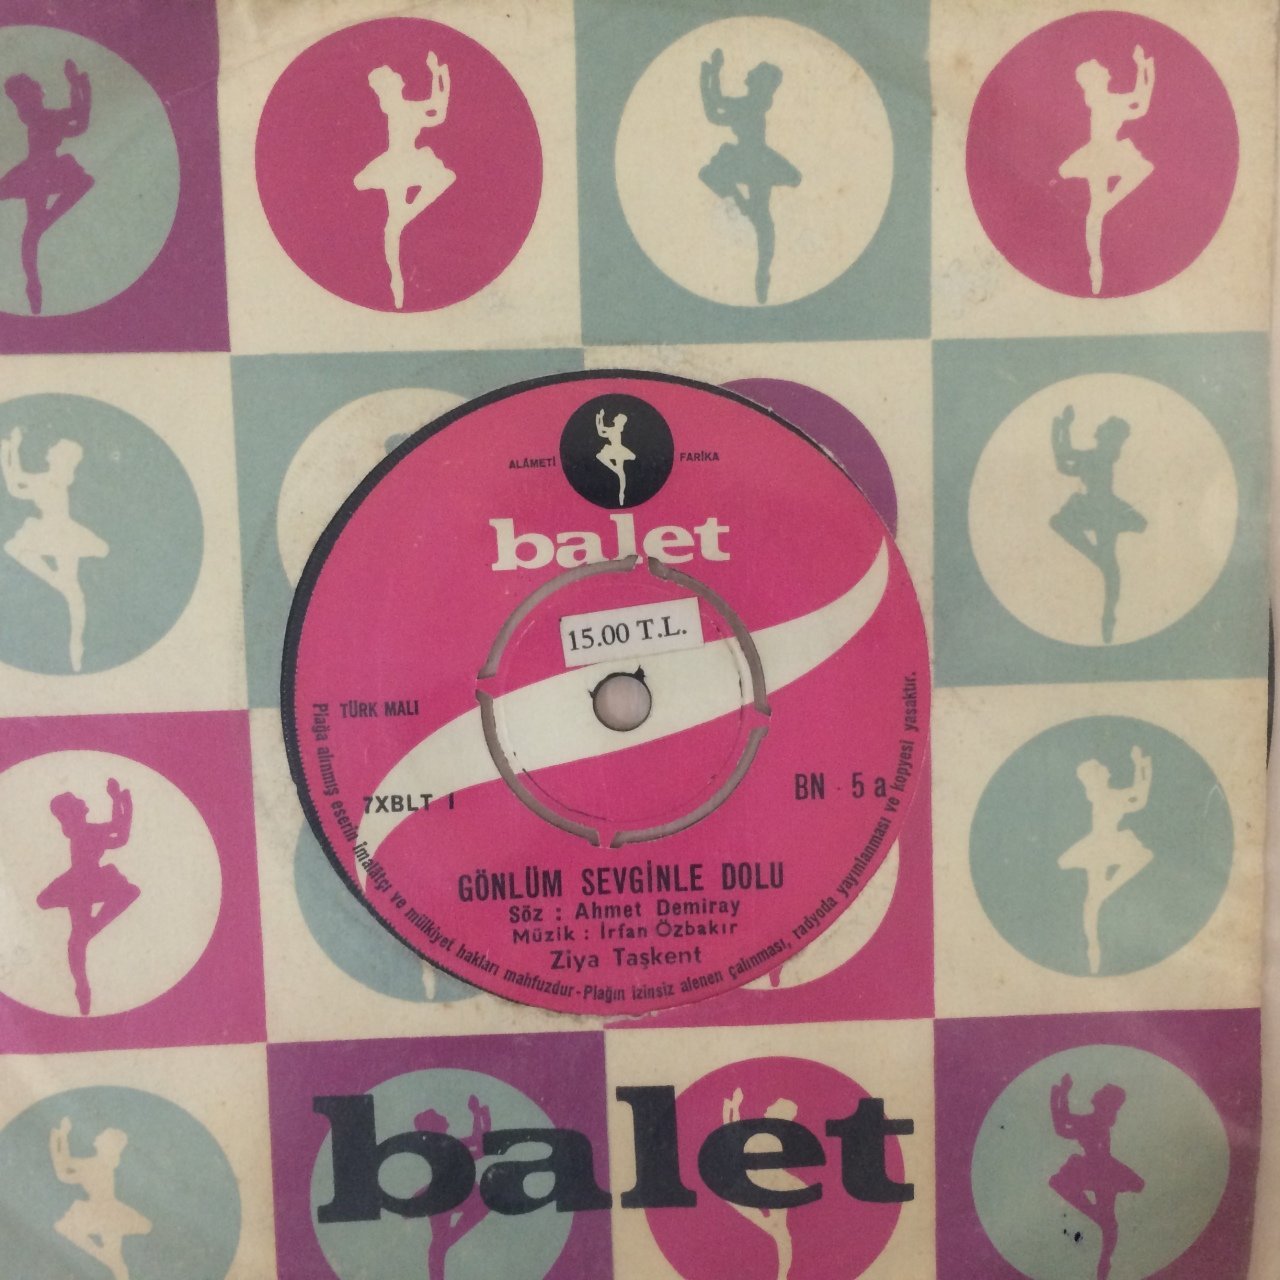 ALÂMETİ FARİKA
balet
15.00 T.L.
TÜRK MALI
7XBLT 1
BN 5 a
GÖNLÜM SEVGİNLE DOLU
Söz : Ahmet Demiray
Müzik : İrfan Özbakır
Ziya Taşkent
Plağa alınmış eserin imalâtçı ve mülkiyet hakları mahfuzdur-Plağın izinsiz alenen çalınması, radyoda yayınlanması ve kopyesi yasaktır.
balet